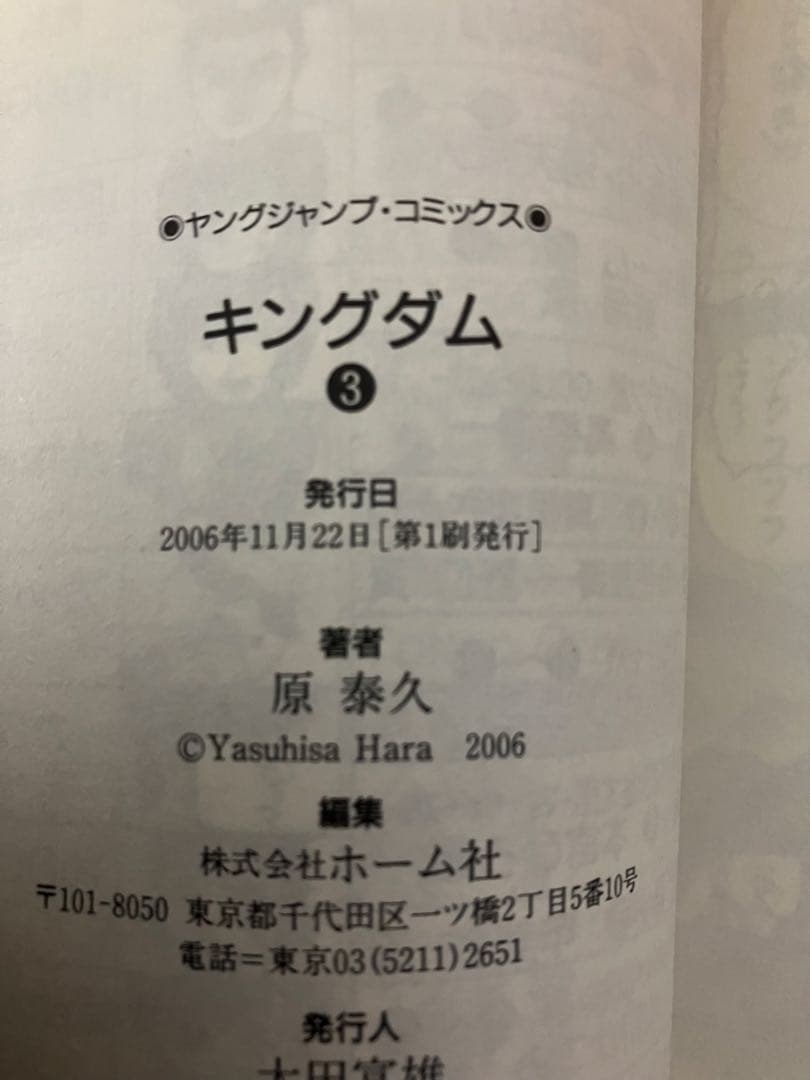 ◉ヤングジャンプ・コミックス◉
キングダム
❸
発行日
2006年11月22日[第1刷発行]
著者
原 泰久
©Yasuhisa Hara 2006
編集
株式会社ホーム社
〒101-8050 東京都千代田区一ツ橋2丁目5番10号
電話＝東京03(5211)2651
発行人
太田富雄